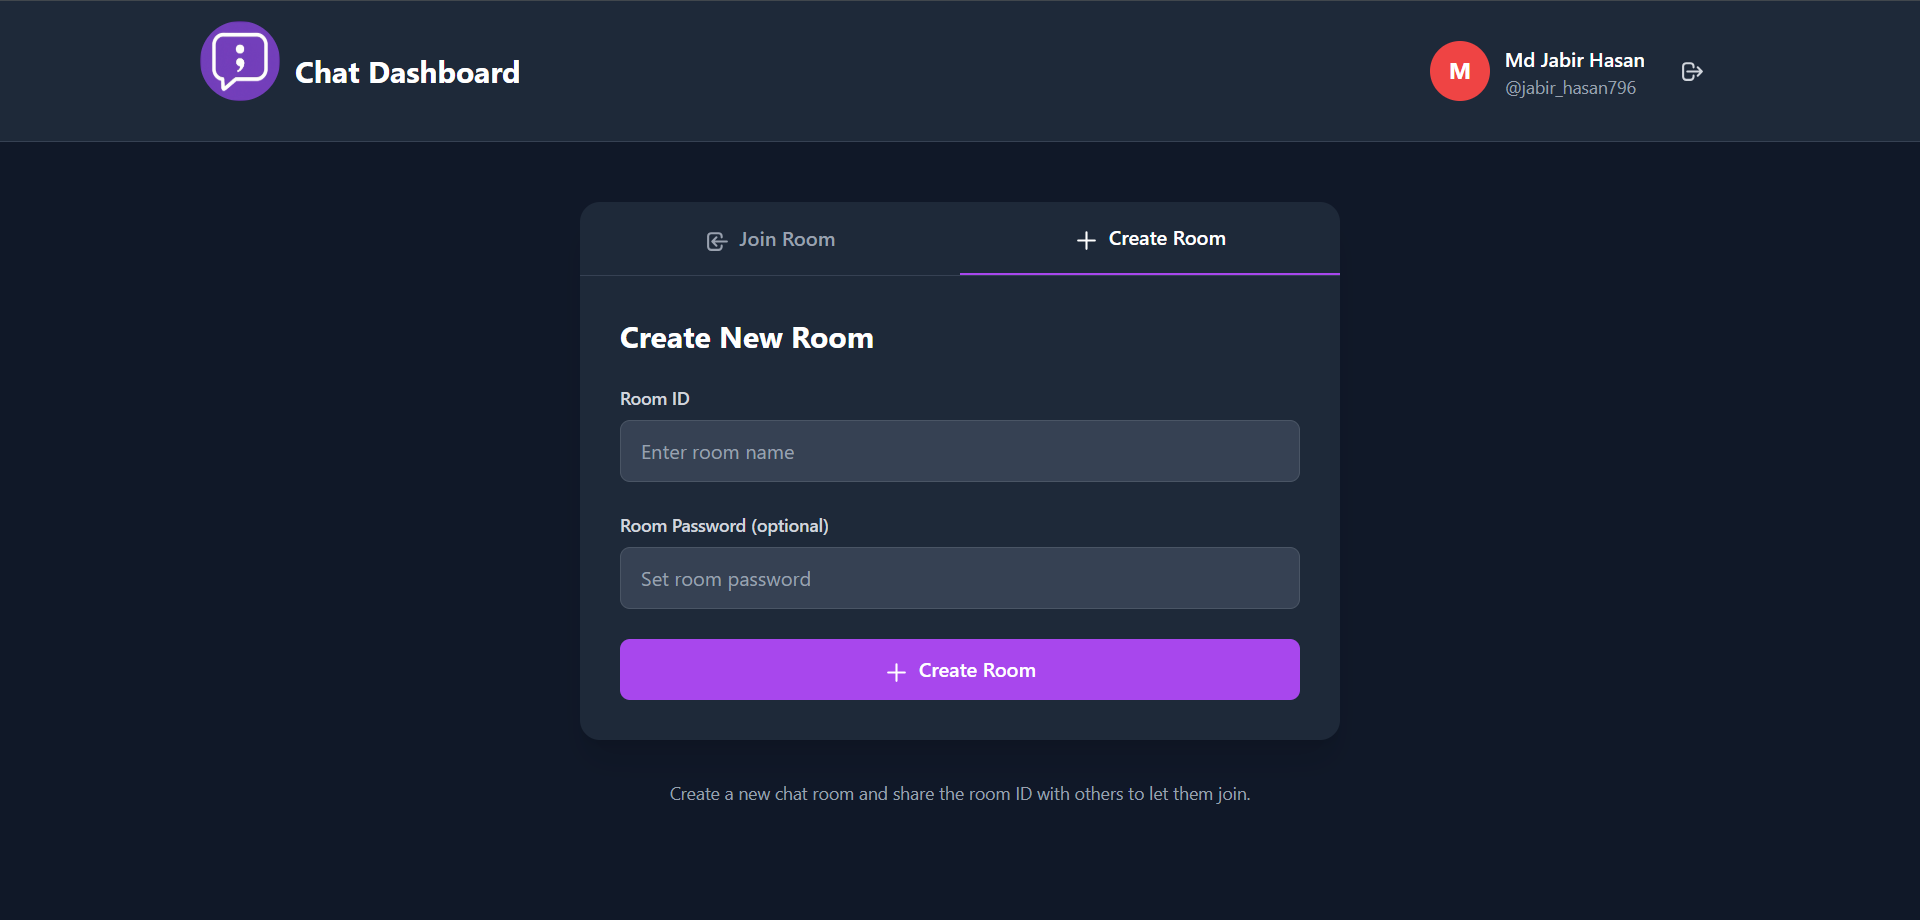 Chat Dashboard
M
Md Jabir Hasan
@jabir_hasan796
Join Room
Create Room
Create New Room
Room ID
Enter room name
Room Password (optional)
Set room password
Create Room
Create a new chat room and share the room ID with others to let them join.